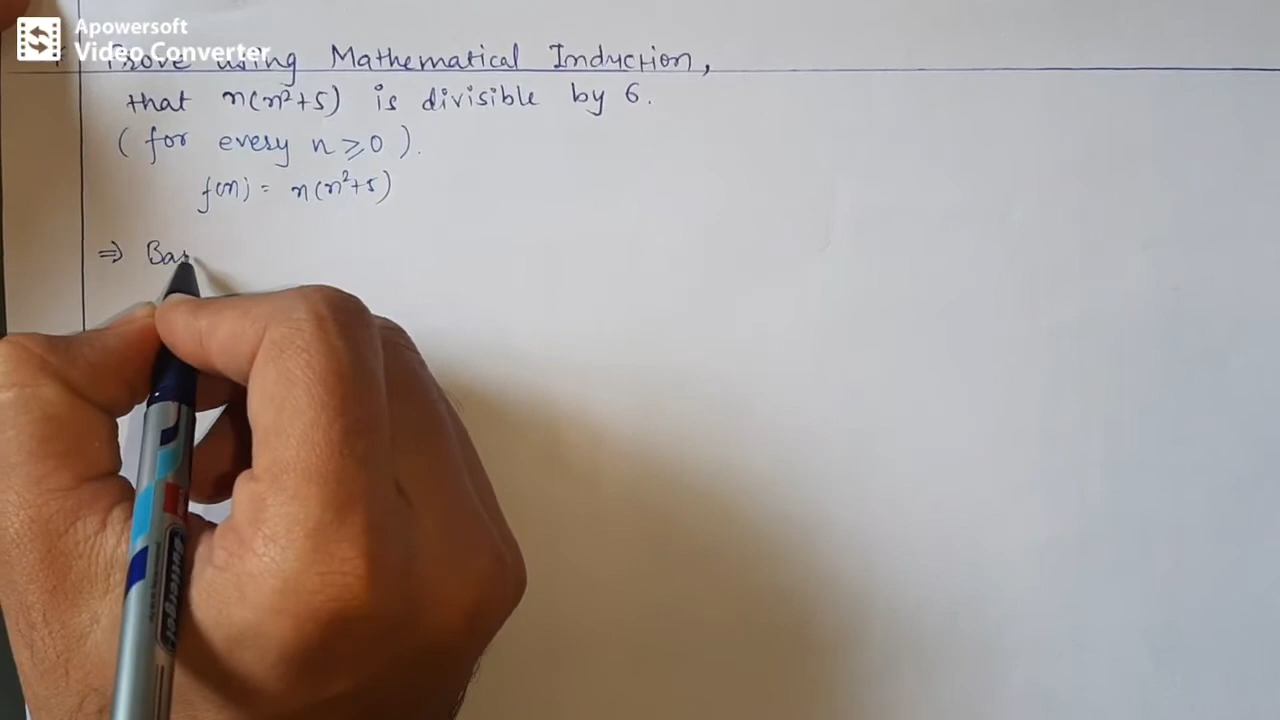 Apowersoft
Video Converter
Prove using Mathematical Induction,
that n(n²+5) is divisible by 6.
(for every n ⩾ 0).
f(n) = n(n²+5)
⇒ Bas